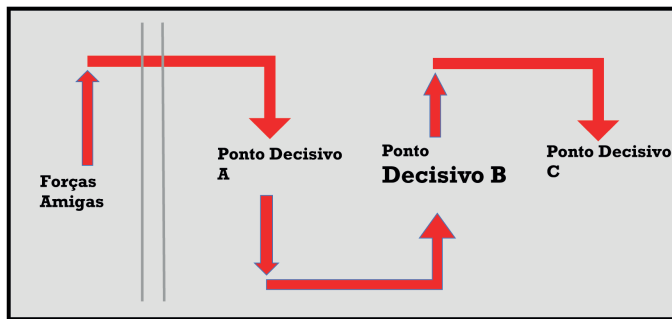 Forças
Amigas
Ponto Decisivo
A
Ponto
Decisivo B
Ponto Decisivo
C